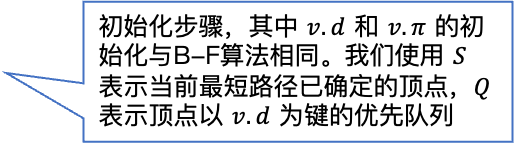 初始化步骤，其中 𝑣.𝑑 和 𝑣.𝜋 的初
始化与B–F算法相同。我们使用 𝑆
表示当前最短路径已确定的顶点，𝑄
表示顶点以 𝑣.𝑑 为键的优先队列